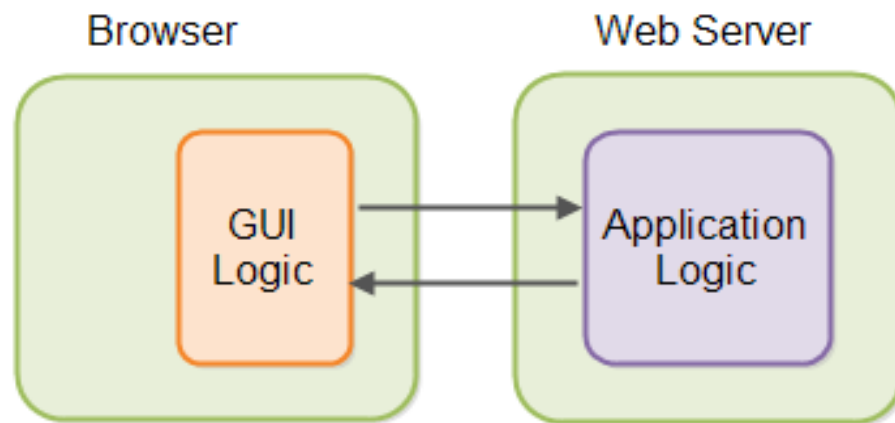 Browser
Web Server
GUI
Logic
Application
Logic